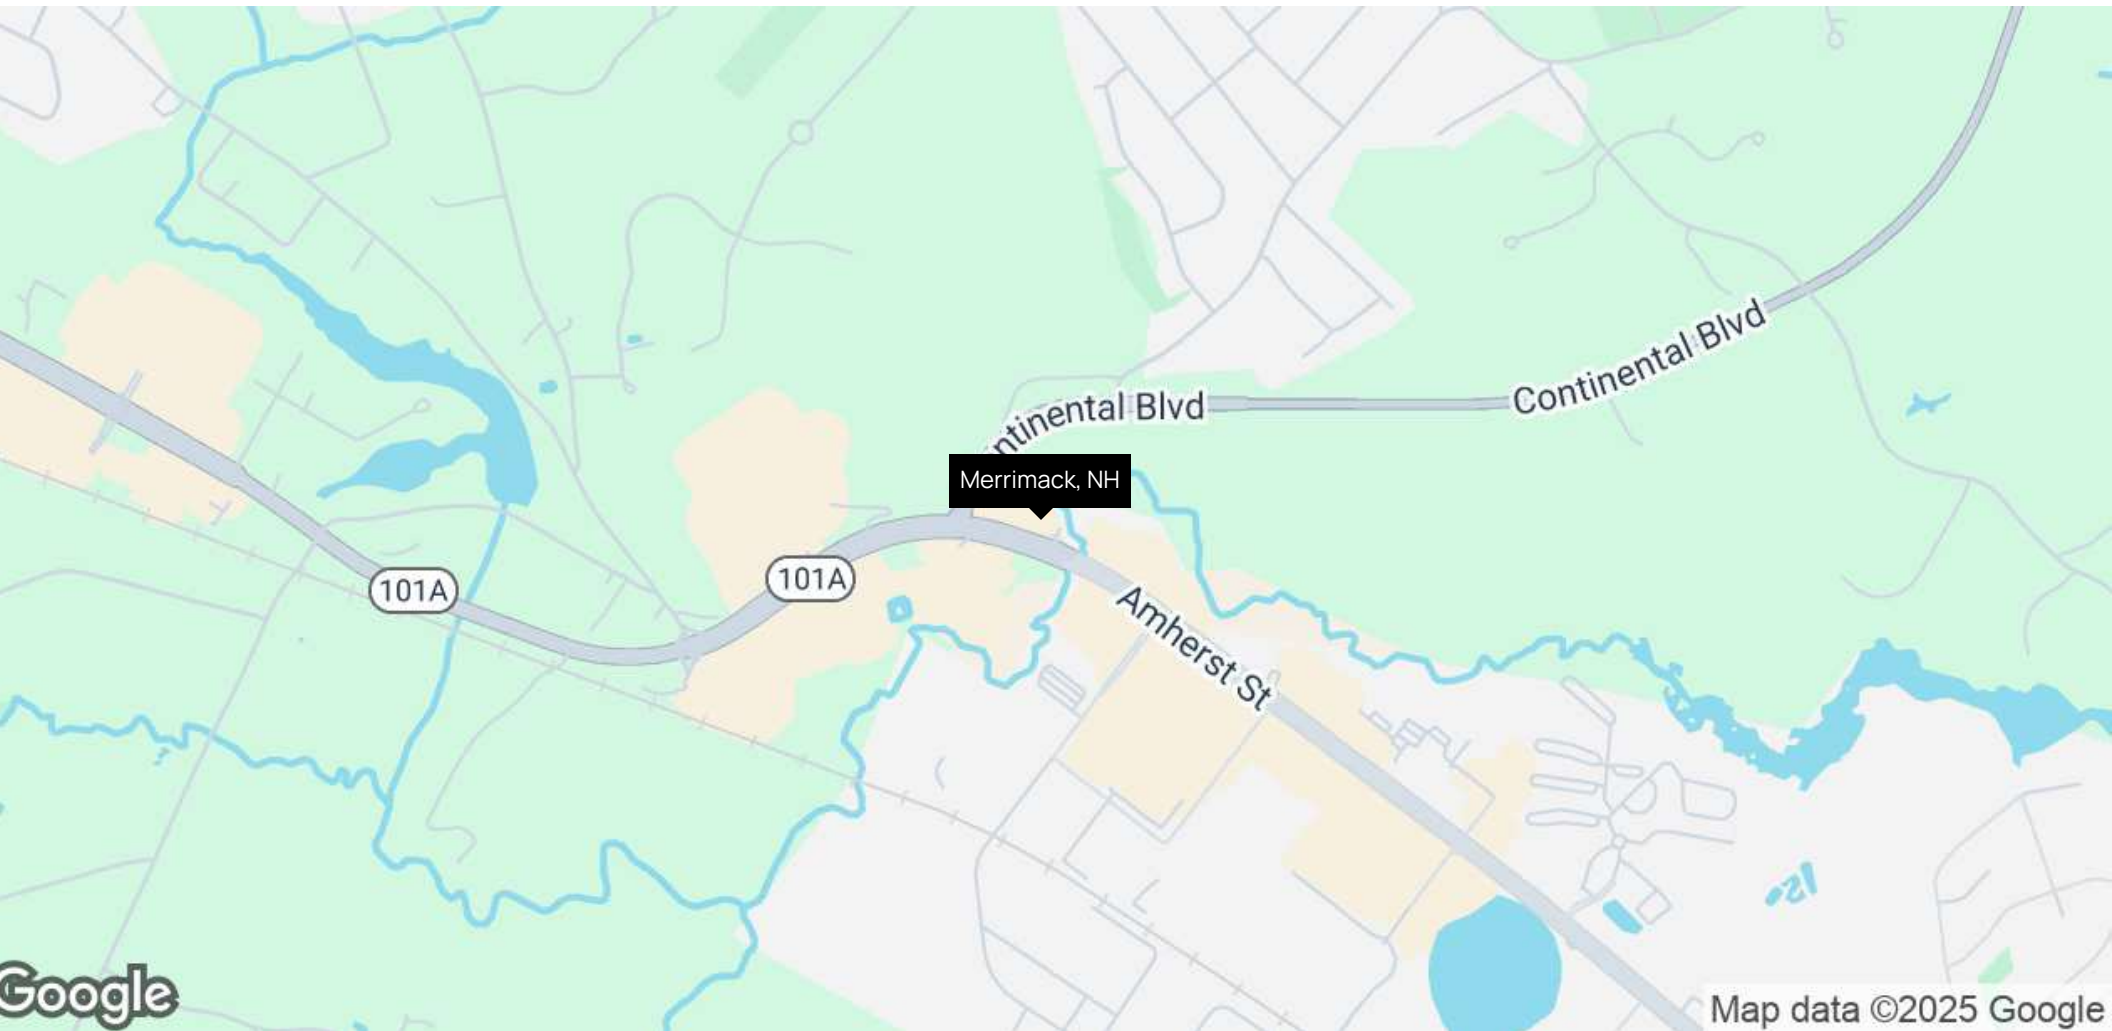 Continental Blvd
ntinental Blvd
Merrimack, NH
101A
101A
Amherst St
Google
Map data ©2025 Google